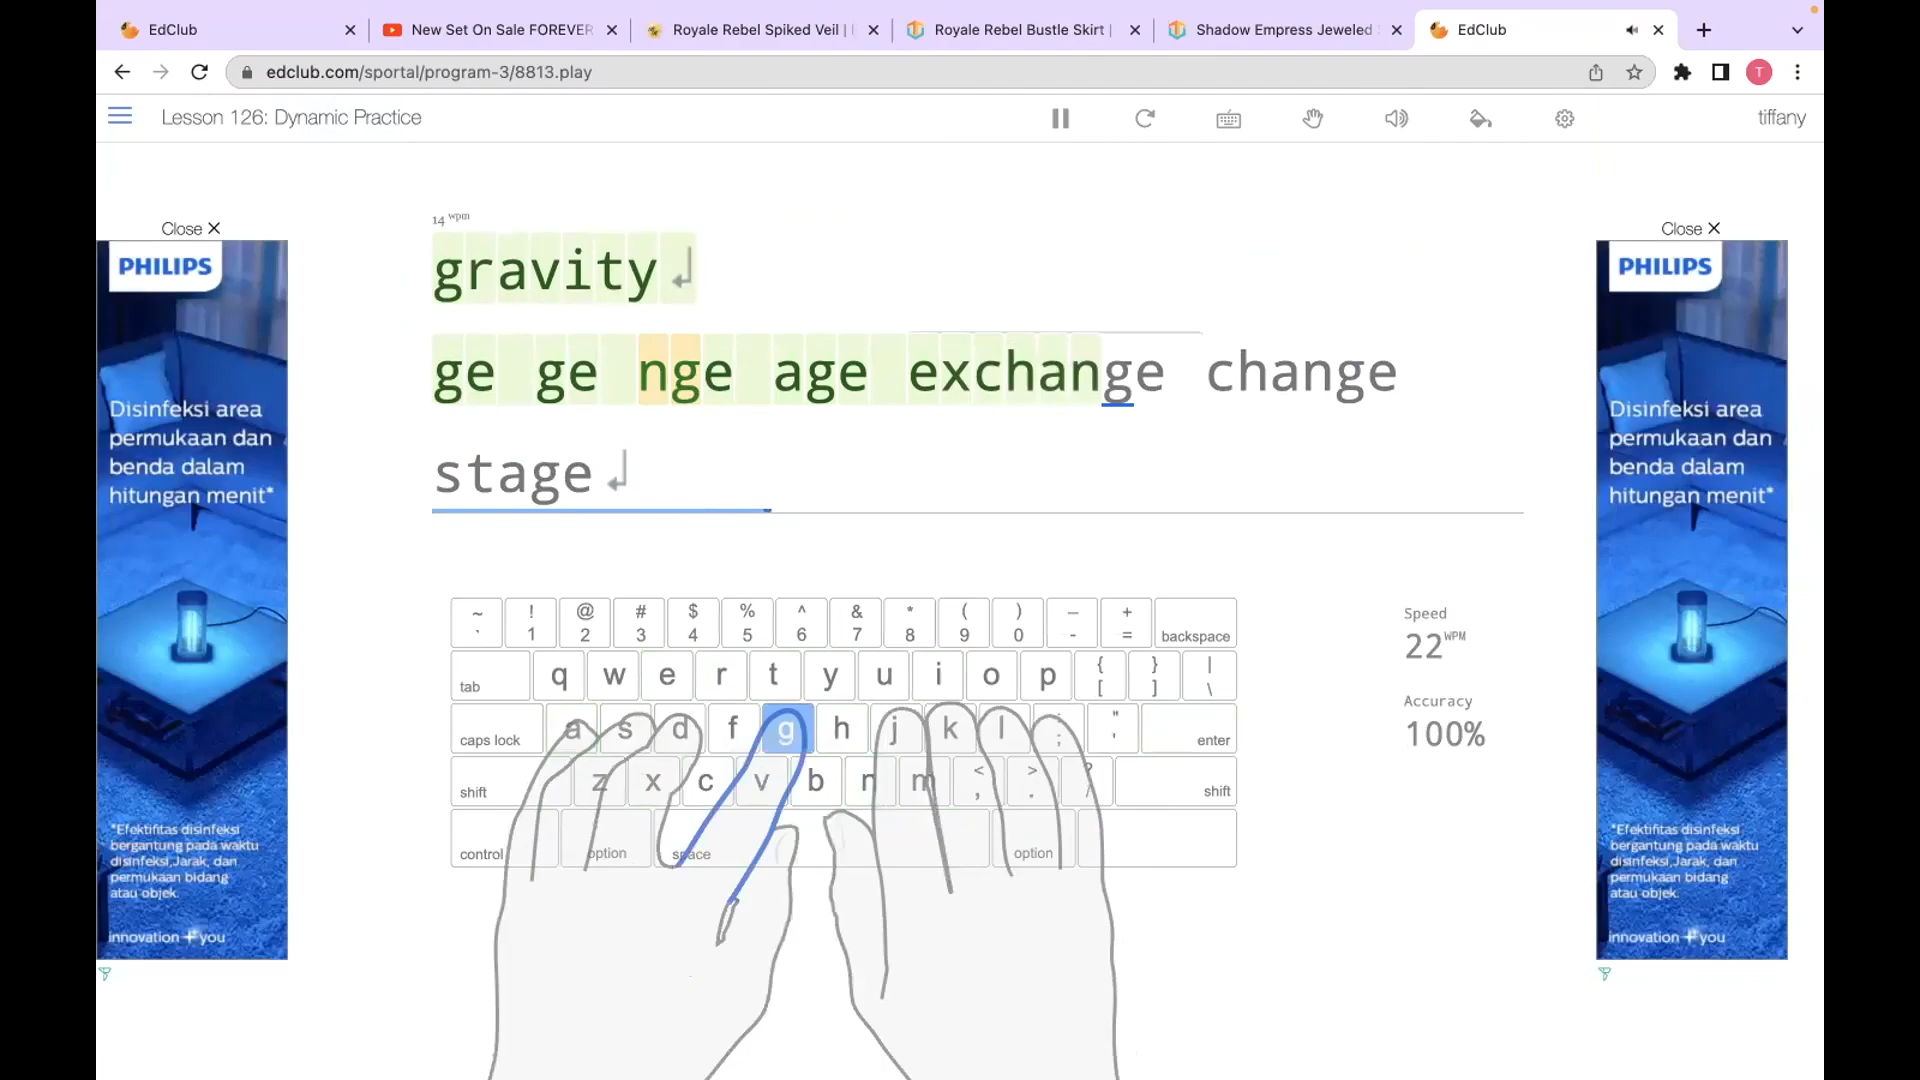 EdClub
New Set On Sale FOREVER
Royale Rebel Spiked Veil |
Royale Rebel Bustle Skirt |
Shadow Empress Jeweled
EdClub
edclub.com/sportal/program-3/8813.play
T
Lesson 126: Dynamic Practice
tiffany
Close X
Close X
14 wpm
gravity
ge ge nge age exchange change
stage
PHILIPS
Disinfeksi area
permukaan dan
benda dalam
hitungan menit*
*Efektifitas disinfeksi
bergantung pada waktu
disinfeksi,Jarak, dan
permukaan bidang
atau objek.
innovation + you
PHILIPS
Disinfeksi area
permukaan dan
benda dalam
hitungan menit*
*Efektifitas disinfeksi
bergantung pada waktu
disinfeksi,Jarak, dan
permukaan bidang
atau objek.
innovation + you
~ ! @ # $ % ^ & * ( ) _ +
` 1 2 3 4 5 6 7 8 9 0 - = backspace
tab q w e r t y u i o p { [ } ] | \
caps lock a s d f g h j k l : ; " ' enter
shift z x c v b n m < , > . ? / shift
control option space option
Speed
22 WPM
Accuracy
100%